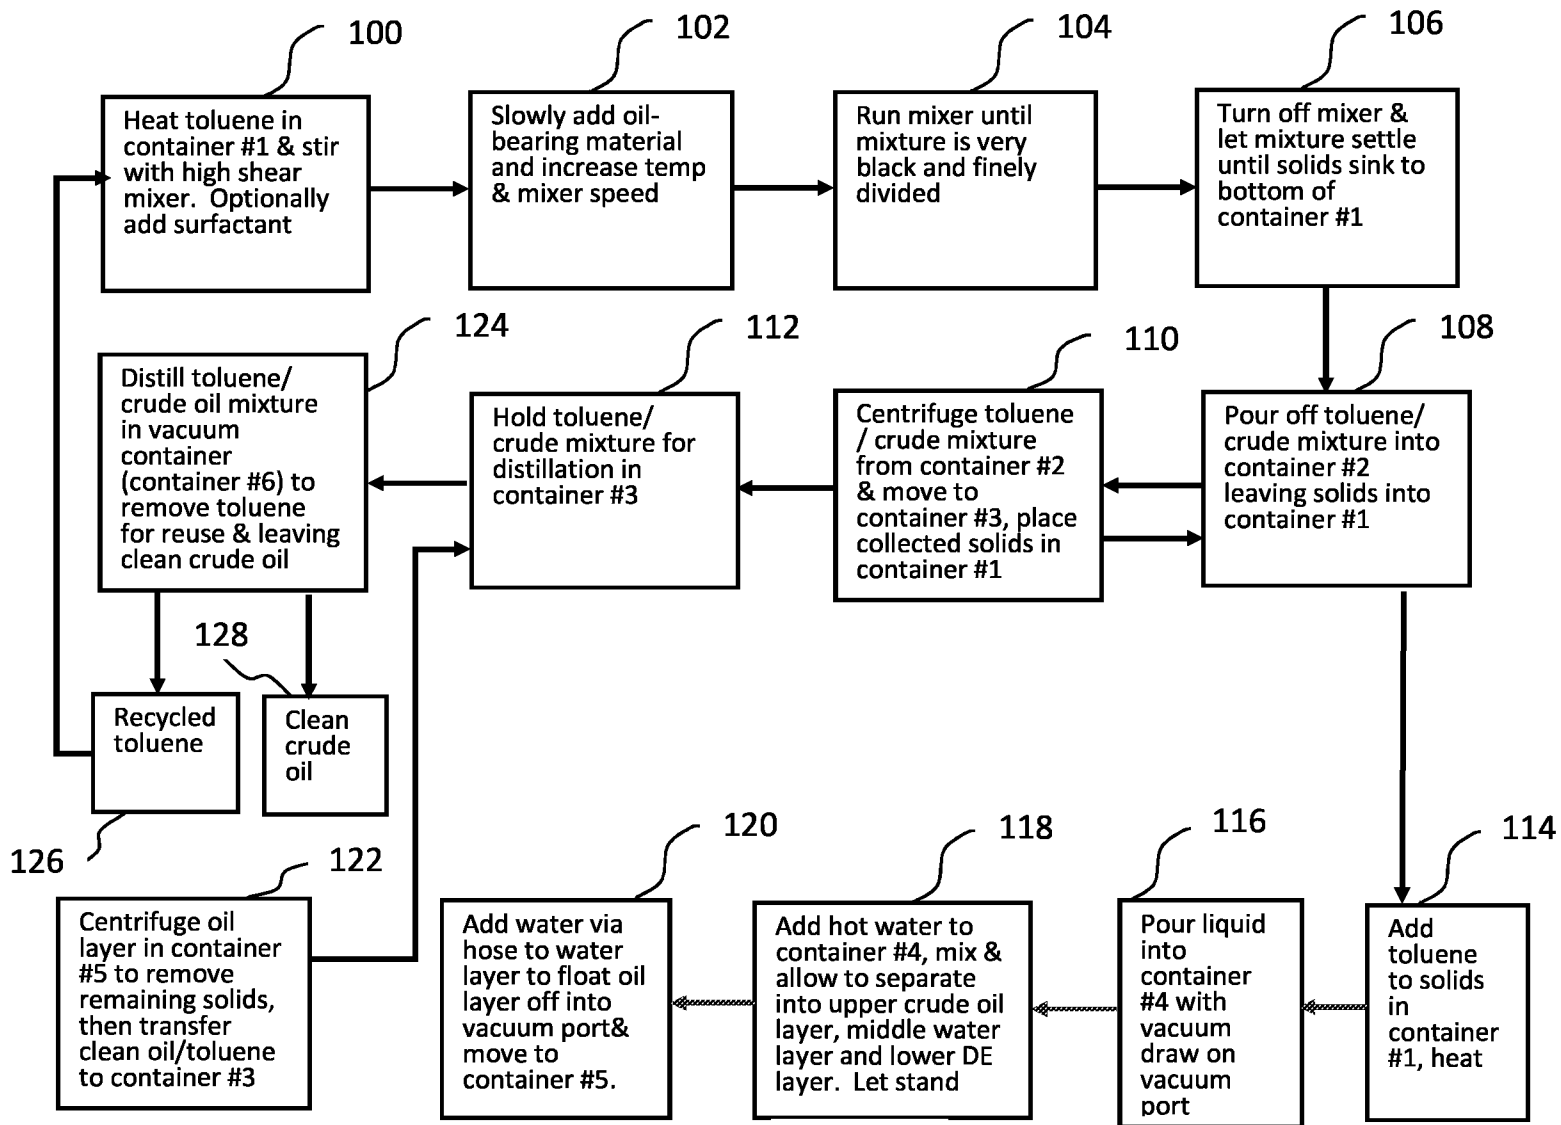 100
102
104
106
Heat toluene in
container #1 & stir
with high shear
mixer.  Optionally
add surfactant
Slowly add oil-
bearing material
and increase temp
& mixer speed
Run mixer until
mixture is very
black and finely
divided
Turn off mixer &
let mixture settle
until solids sink to
bottom of
container #1
124
112
110
108
Distill toluene/
crude oil mixture
in vacuum
container
(container #6) to
remove toluene
for reuse & leaving
clean crude oil
Hold toluene/
crude mixture for
distillation in
container #3
Centrifuge toluene
/ crude mixture
from container #2
& move to
container #3, place
collected solids in
container #1
Pour off toluene/
crude mixture into
container #2
leaving solids into
container #1
128
Recycled
toluene
Clean
crude
oil
126
122
120
118
116
114
Centrifuge oil
layer in container
#5 to remove
remaining solids,
then transfer
clean oil/toluene
to container #3
Add water via
hose to water
layer to float oil
layer off into
vacuum port&
move to
container #5.
Add hot water to
container #4, mix &
allow to separate
into upper crude oil
layer, middle water
layer and lower DE
layer.  Let stand
Pour liquid
into
container
#4 with
vacuum
draw on
vacuum
port
Add
toluene
to solids
in
container
#1, heat